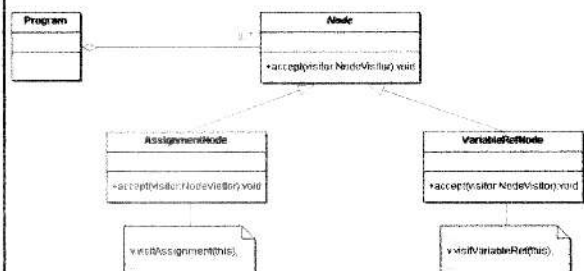 Program
Node
0..*
+accept(visitor:NodeVisitor):void
AssignmentNode
VariableRefNode
+accept(visitor:NodeVisitor):void
+accept(visitor:NodeVisitor):void
v.visitAssignment(this);
v.visitVariableRef(this);